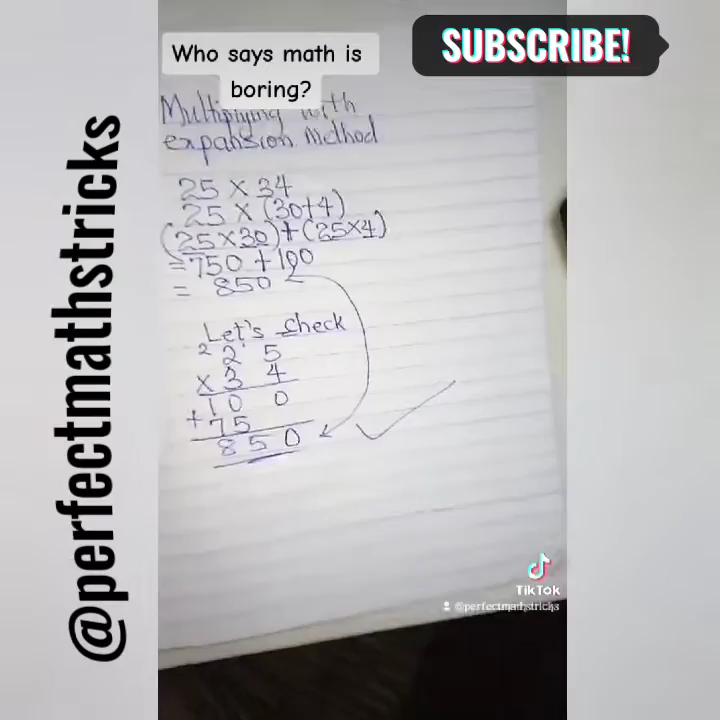 SUBSCRIBE!
Who says math is
boring?
Multiplying with
expansion method
25 × 34
25 × (30+4)
(25×30)+(25×4)
=750 + 100
= 850
Let's check
2 2 5
× 3 4
1 0 0
+ 7 5
8 5 0
@perfectmathstricks
TikTok
@perfectmathstricks